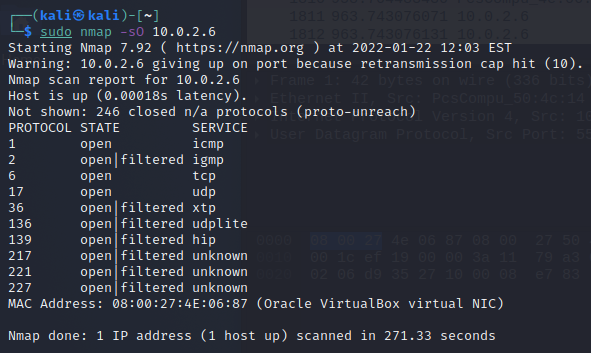 ┌──(kali㉿kali)-[~]
└─$ sudo nmap -sO 10.0.2.6
Starting Nmap 7.92 ( https://nmap.org ) at 2022-01-22 12:03 EST
Warning: 10.0.2.6 giving up on port because retransmission cap hit (10).
Nmap scan report for 10.0.2.6
Host is up (0.00018s latency).
Not shown: 246 closed n/a protocols (proto-unreach)
PROTOCOL STATE         SERVICE
1        open          icmp
2        open|filtered igmp
6        open          tcp
17       open          udp
36       open|filtered xtp
136      open|filtered udplite
139      open|filtered hip
217      open|filtered unknown
221      open|filtered unknown
227      open|filtered unknown
MAC Address: 08:00:27:4E:06:87 (Oracle VirtualBox virtual NIC)
Nmap done: 1 IP address (1 host up) scanned in 271.33 seconds